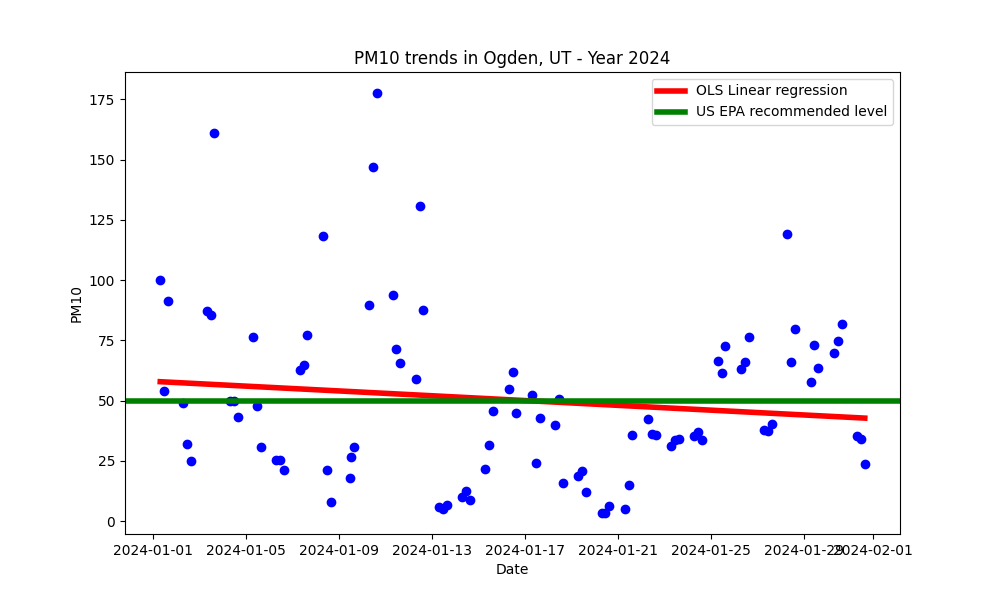 PM10 trends in Ogden, UT - Year 2024
OLS Linear regression
US EPA recommended level
175
150
125
100
75
50
25
0
PM10
2024-01-01 2024-01-05 2024-01-09 2024-01-13 2024-01-17 2024-01-21 2024-01-25 2024-01-29 2024-02-01
Date